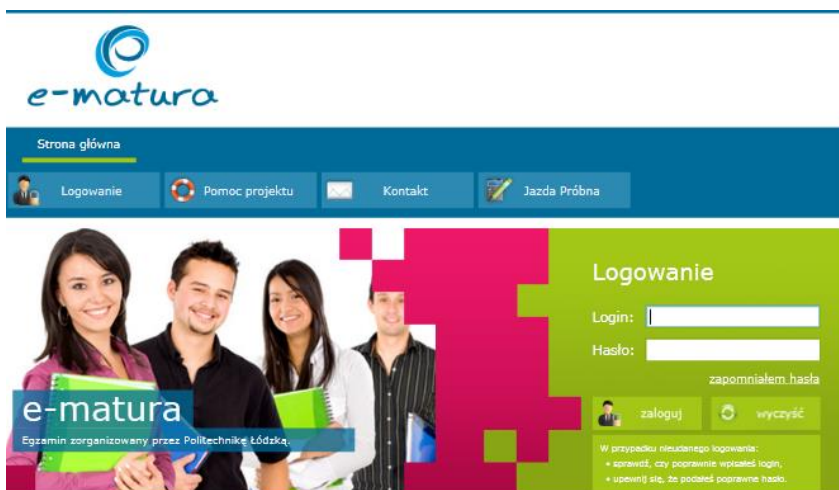 e-matura
Strona główna
Logowanie
Pomoc projektu
Kontakt
Jazda Próbna
e-matura
Egzamin zorganizowany przez Politechnikę Łódzką.
Logowanie
Login:
Hasło:
zapomniałem hasła
zaloguj
wyczyść
W przypadku nieudanego logowania:
• sprawdź, czy poprawnie wpisałeś login,
• upewnij się, że podałeś poprawne hasło.